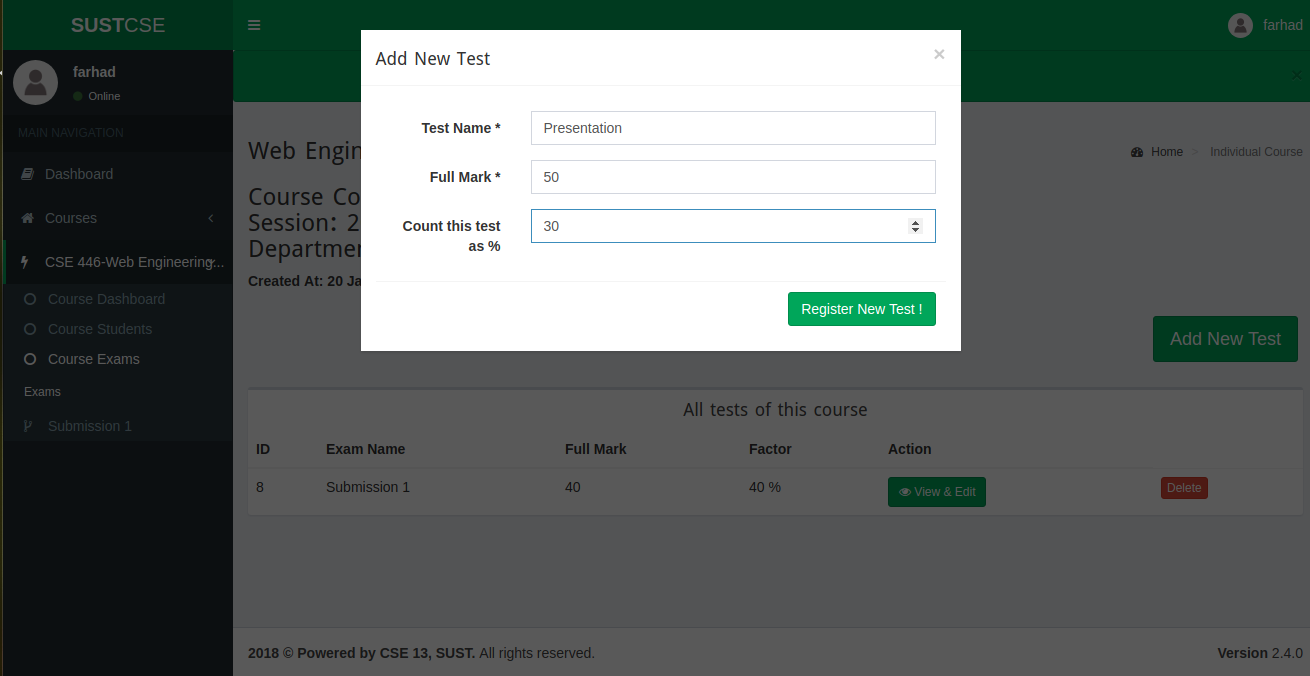 SUSTCSE
farhad
farhad
Online
MAIN NAVIGATION
Dashboard
Courses
CSE 446-Web Engineering...
Course Dashboard
Course Students
Course Exams
Exams
Submission 1
Add New Test
×
Test Name *
Presentation
Full Mark *
50
Count this test
as %
30
Register New Test !
×
Web Engin
Home > Individual Course
Course Co
Session: 2
Departmer
Created At: 20 Ja
Add New Test
All tests of this course
ID Exam Name Full Mark Factor Action
8 Submission 1 40 40 % View & Edit Delete
2018 © Powered by CSE 13, SUST. All rights reserved.
Version 2.4.0